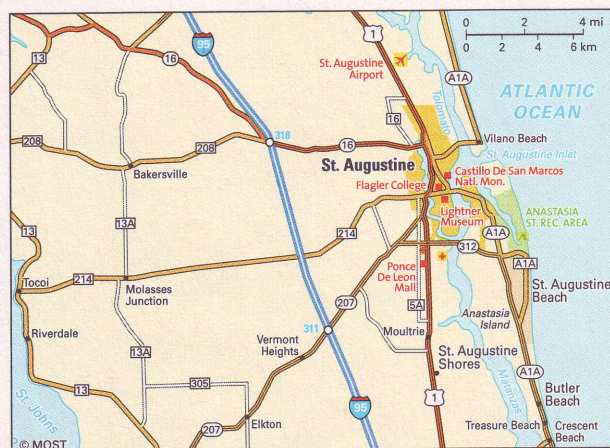 95
1
0 2 4 mi
0 2 4 6 km
13
16
St. Augustine
Airport
A1A
ATLANTIC
OCEAN
Tolomato
13
16
208
208
318
16
Vilano Beach
St. Augustine Inlet
Bakersville
St. Augustine
Castillo De San Marcos
Natl. Mon.
Flagler College
Lightner
Museum
ANASTASIA
ST. REC. AREA
13A
214
A1A
312
13
A1A
Tocoi
214
Molasses
Junction
Ponce
De Leon
Mall
St. Augustine
Beach
207
5A
Anastasia
Island
311
Riverdale
Moultrie
Vermont
Heights
St. Augustine
Shores
13A
A1A
13
305
Matanzas
Butler
Beach
St. Johns
95
1
207
Elkton
Treasure Beach
Crescent
Beach
© MOST